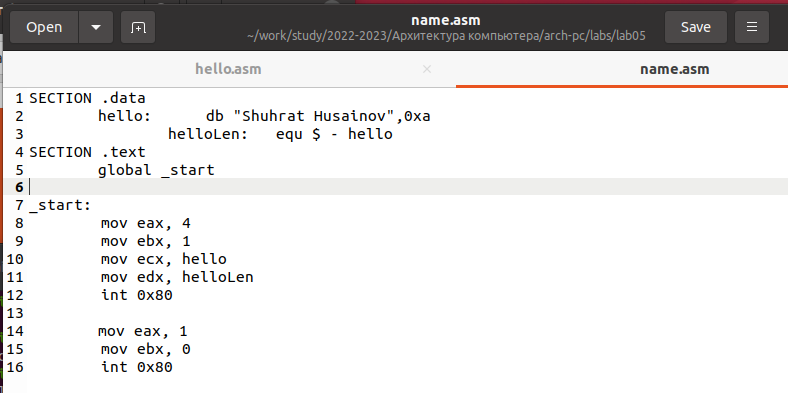 Open
name.asm
~/work/study/2022-2023/Архитектура компьютера/arch-pc/labs/lab05
Save
hello.asm
name.asm
1 SECTION .data
2 hello: db "Shuhrat Husainov",0xa
3 helloLen: equ $ - hello
4 SECTION .text
5 global _start
6
7 _start:
8 mov eax, 4
9 mov ebx, 1
10 mov ecx, hello
11 mov edx, helloLen
12 int 0x80
13
14 mov eax, 1
15 mov ebx, 0
16 int 0x80